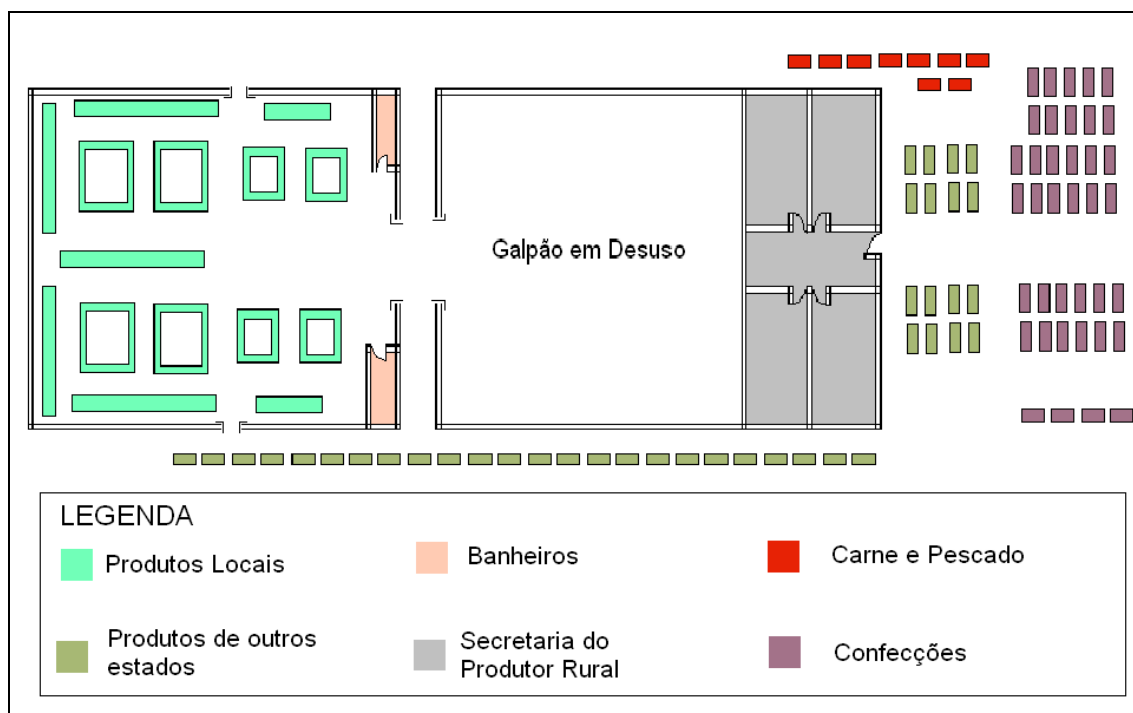 Galpão em Desuso
LEGENDA
Produtos Locais
Banheiros
Carne e Pescado
Produtos de outros
estados
Secretaria do
Produtor Rural
Confecções